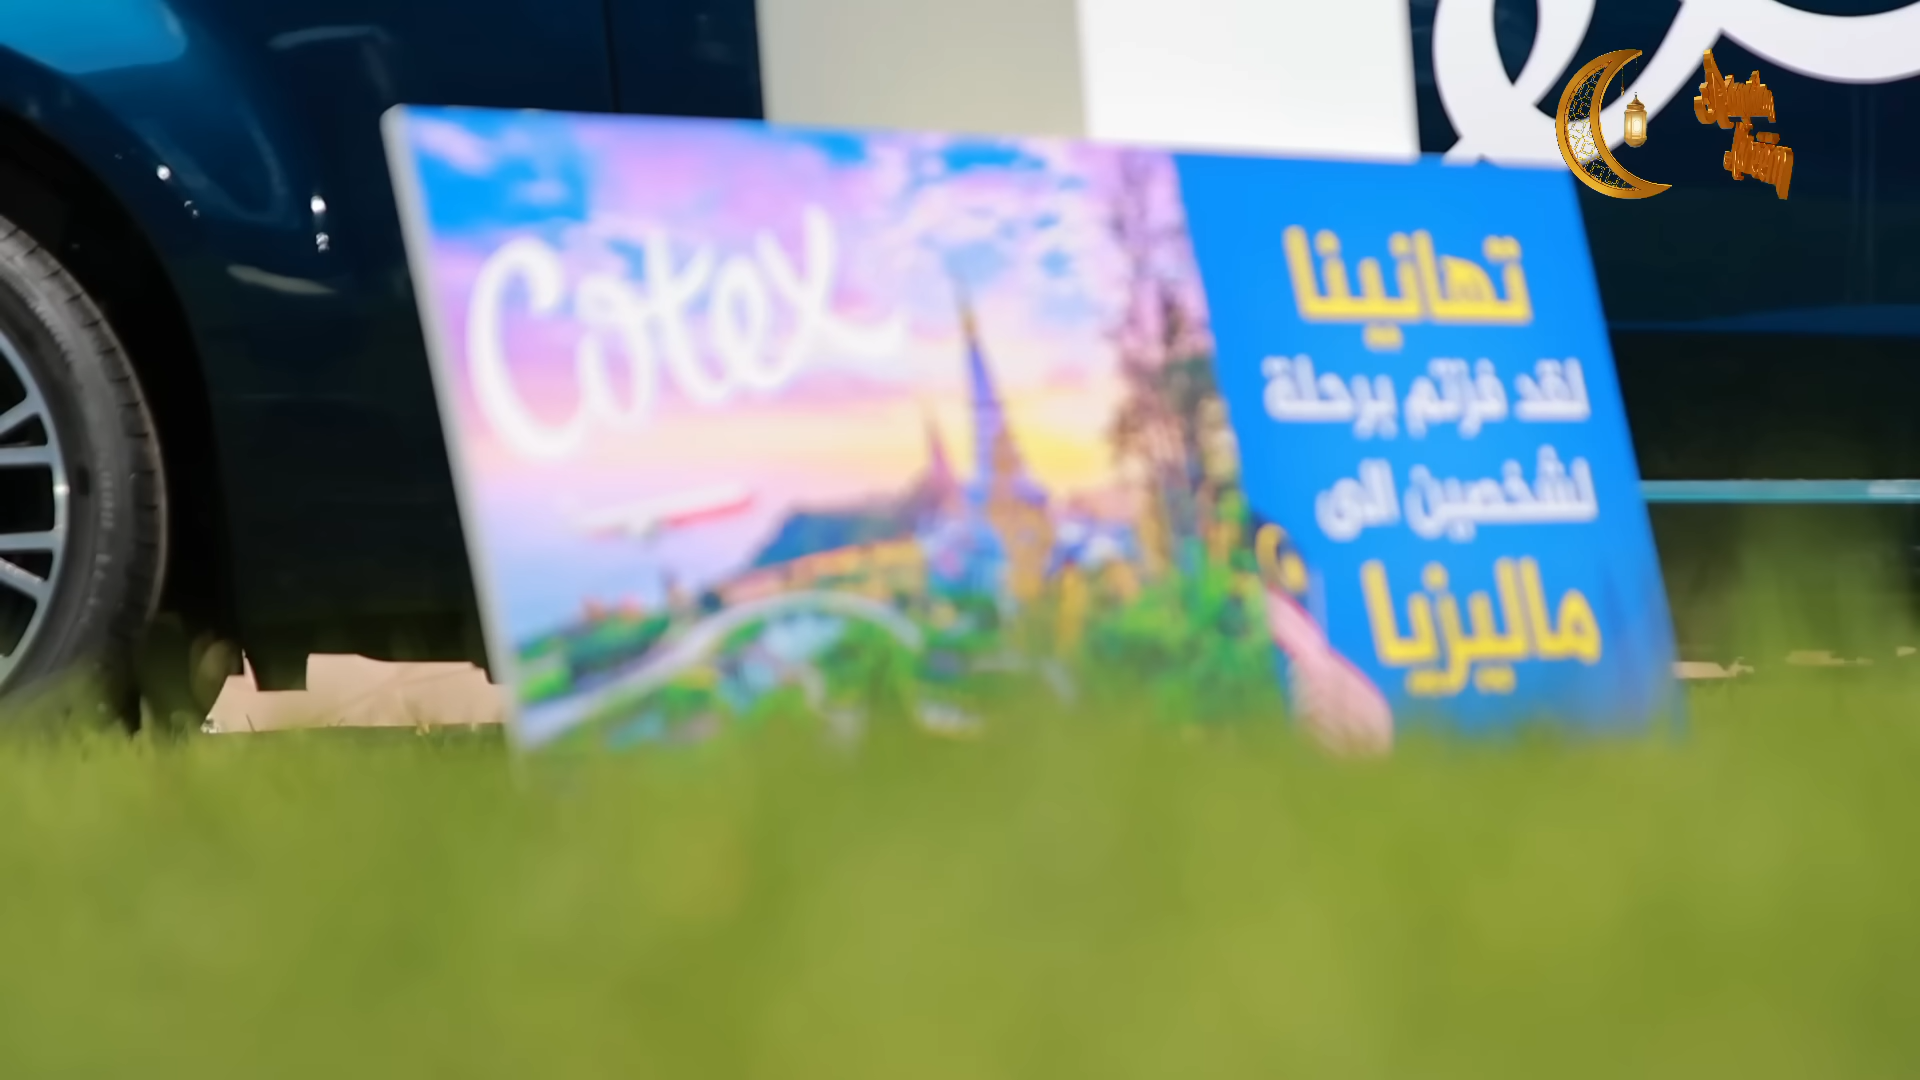 Cotex
تهانينا
لقد فزتم برحلة
لشخصين الى
ماليزيا